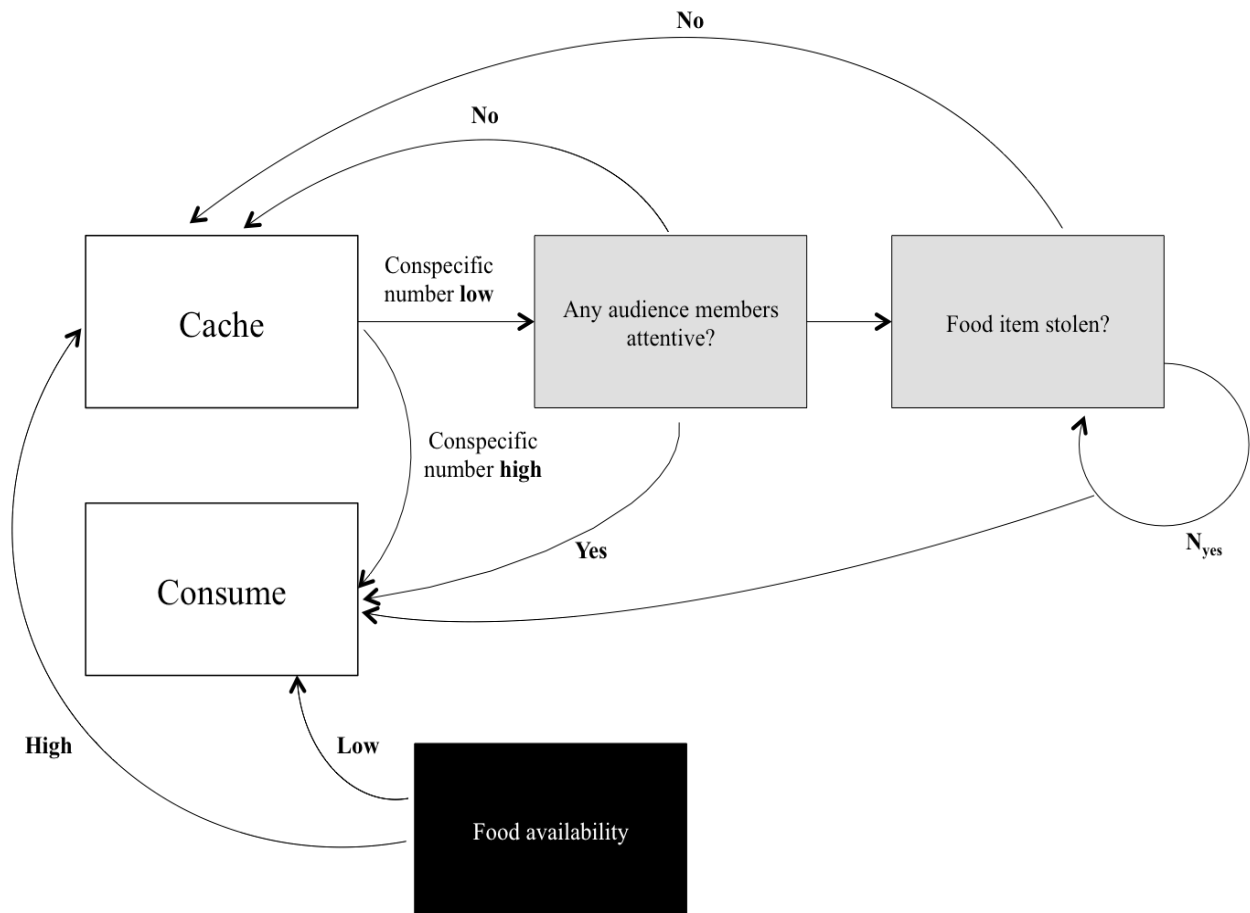 No
No
Conspecific
number low
Cache
Any audience members
attentive?
Food item stolen?
Conspecific
number high
Yes
Nyes
Consume
High
Low
Food availability